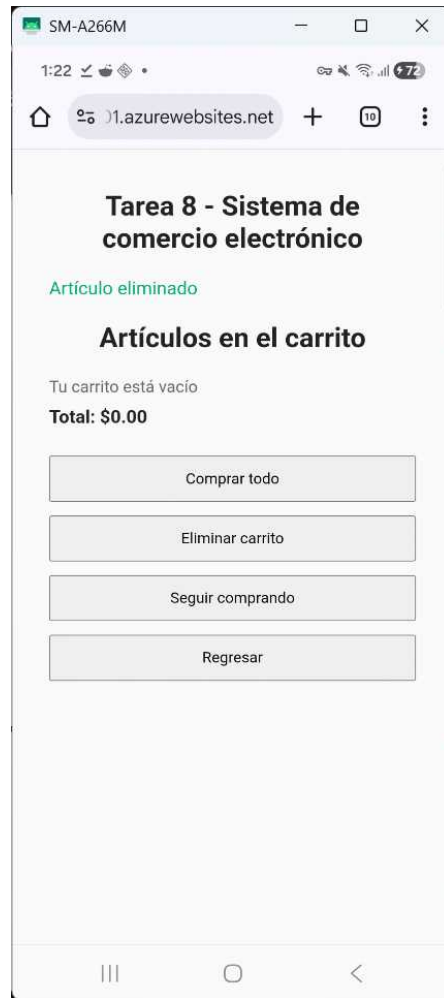 SM-A266M
1:22
72
01.azurewebsites.net
10
Tarea 8 - Sistema de
comercio electrónico
Artículo eliminado
Artículos en el carrito
Tu carrito está vacío
Total: $0.00
Comprar todo
Eliminar carrito
Seguir comprando
Regresar